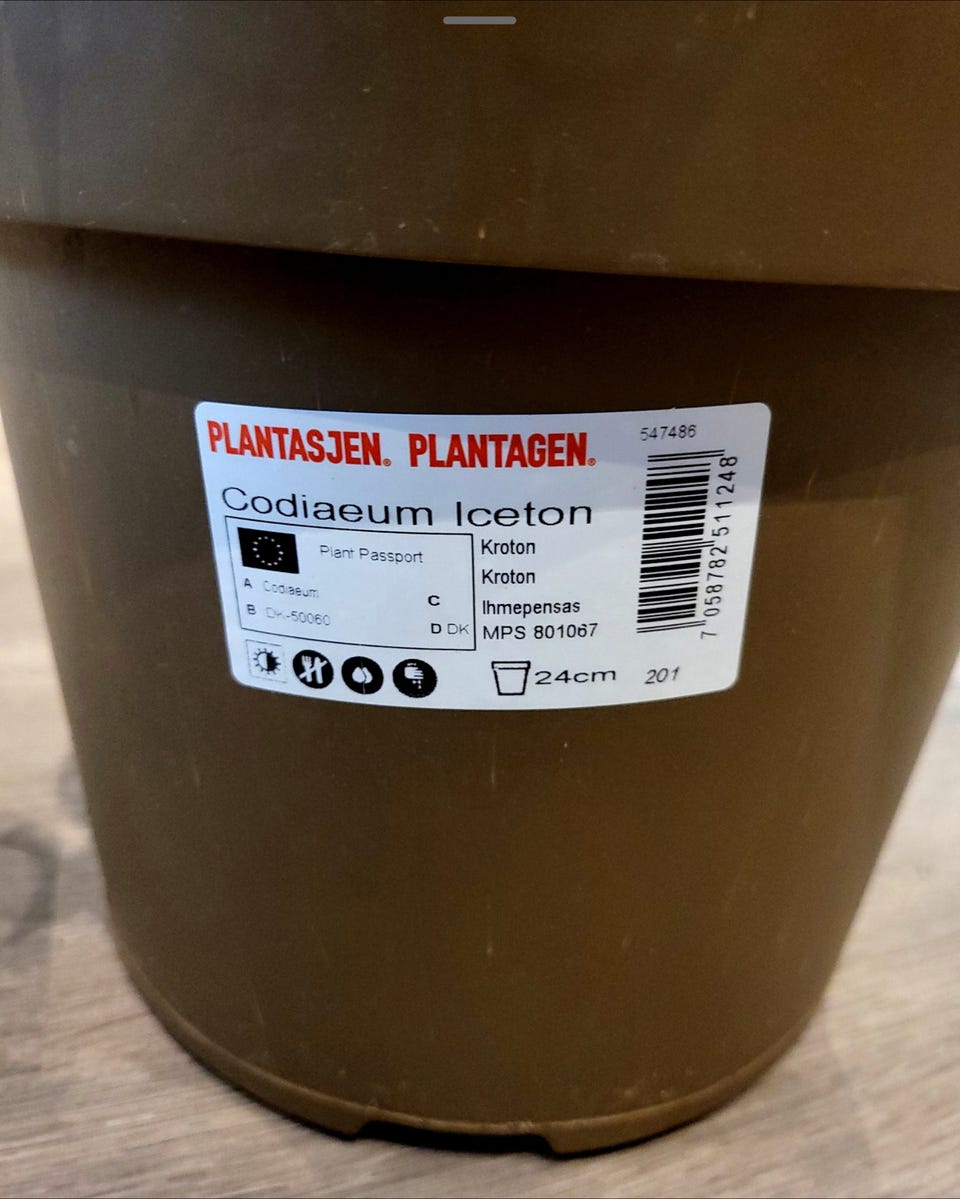 PLANTASJEN® PLANTAGEN®
547486
Codiaeum Iceton
Plant Passport
A Codiaeum
B DK-50060
C
D DK
Kroton
Kroton
Ihmepensas
MPS 801067
24cm
201
7 058782 511248